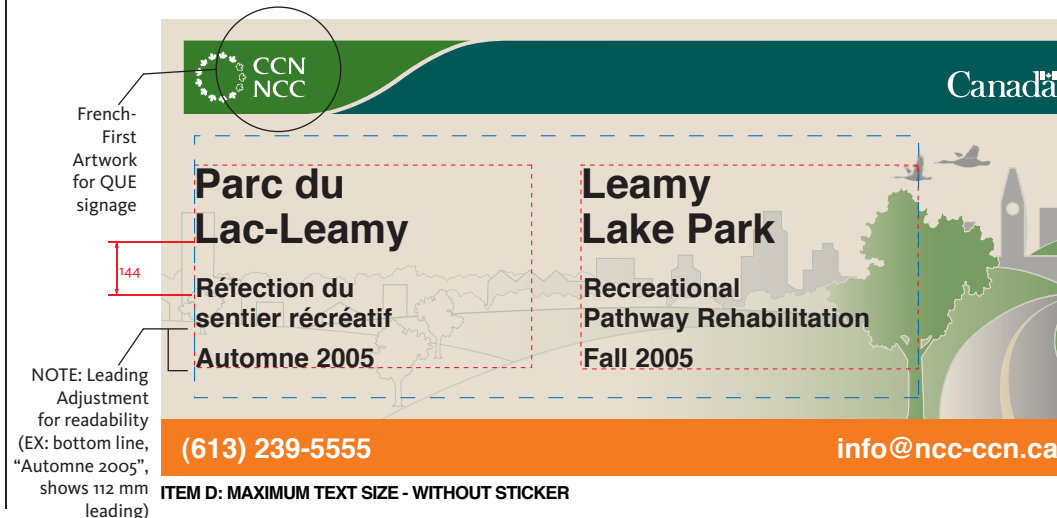 CCN
NCC
Canada
French-
First
Artwork
for QUE
signage
Parc du
Lac-Leamy
Réfection du
sentier récréatif
Automne 2005
Leamy
Lake Park
Recreational
Pathway Rehabilitation
Fall 2005
144
NOTE: Leading
Adjustment
for readability
(EX: bottom line,
“Automne 2005”,
shows 112 mm
leading)
(613) 239-5555
info@ncc-ccn.ca
ITEM D: MAXIMUM TEXT SIZE - WITHOUT STICKER